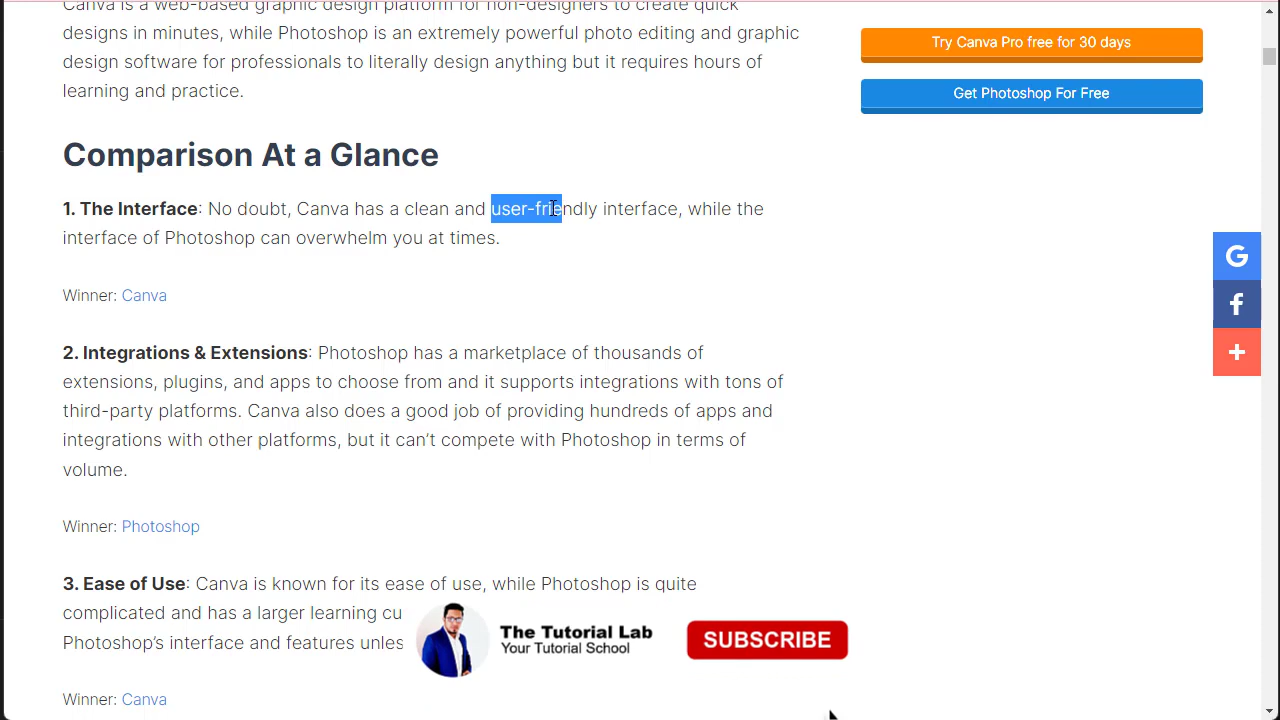 Canva is a web-based graphic design platform for non-designers to create quick
designs in minutes, while Photoshop is an extremely powerful photo editing and graphic
design software for professionals to literally design anything but it requires hours of
learning and practice.
Try Canva Pro free for 30 days
Get Photoshop For Free
Comparison At a Glance
1. The Interface: No doubt, Canva has a clean and user-friendly interface, while the
interface of Photoshop can overwhelm you at times.
Winner: Canva
2. Integrations & Extensions: Photoshop has a marketplace of thousands of
extensions, plugins, and apps to choose from and it supports integrations with tons of
third-party platforms. Canva also does a good job of providing hundreds of apps and
integrations with other platforms, but it can’t compete with Photoshop in terms of
volume.
Winner: Photoshop
3. Ease of Use: Canva is known for its ease of use, while Photoshop is quite
complicated and has a larger learning cu
Photoshop’s interface and features unles
The Tutorial Lab
Your Tutorial School
SUBSCRIBE
Winner: Canva